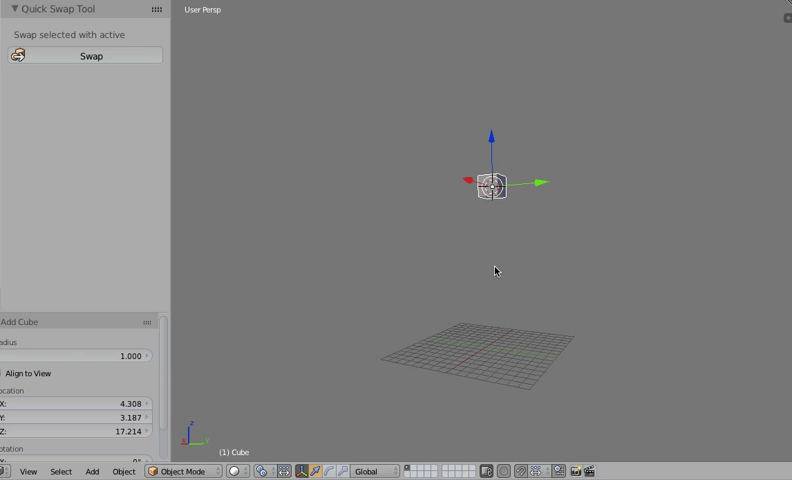 Quick Swap Tool
User Persp
Swap selected with active
Swap
Add Cube
adius
1.000
Align to View
ocation
X: 4.308
Y: 3.187
Z: 17.214
otation
z
y
(1) Cube
View Select Add Object Object Mode Global